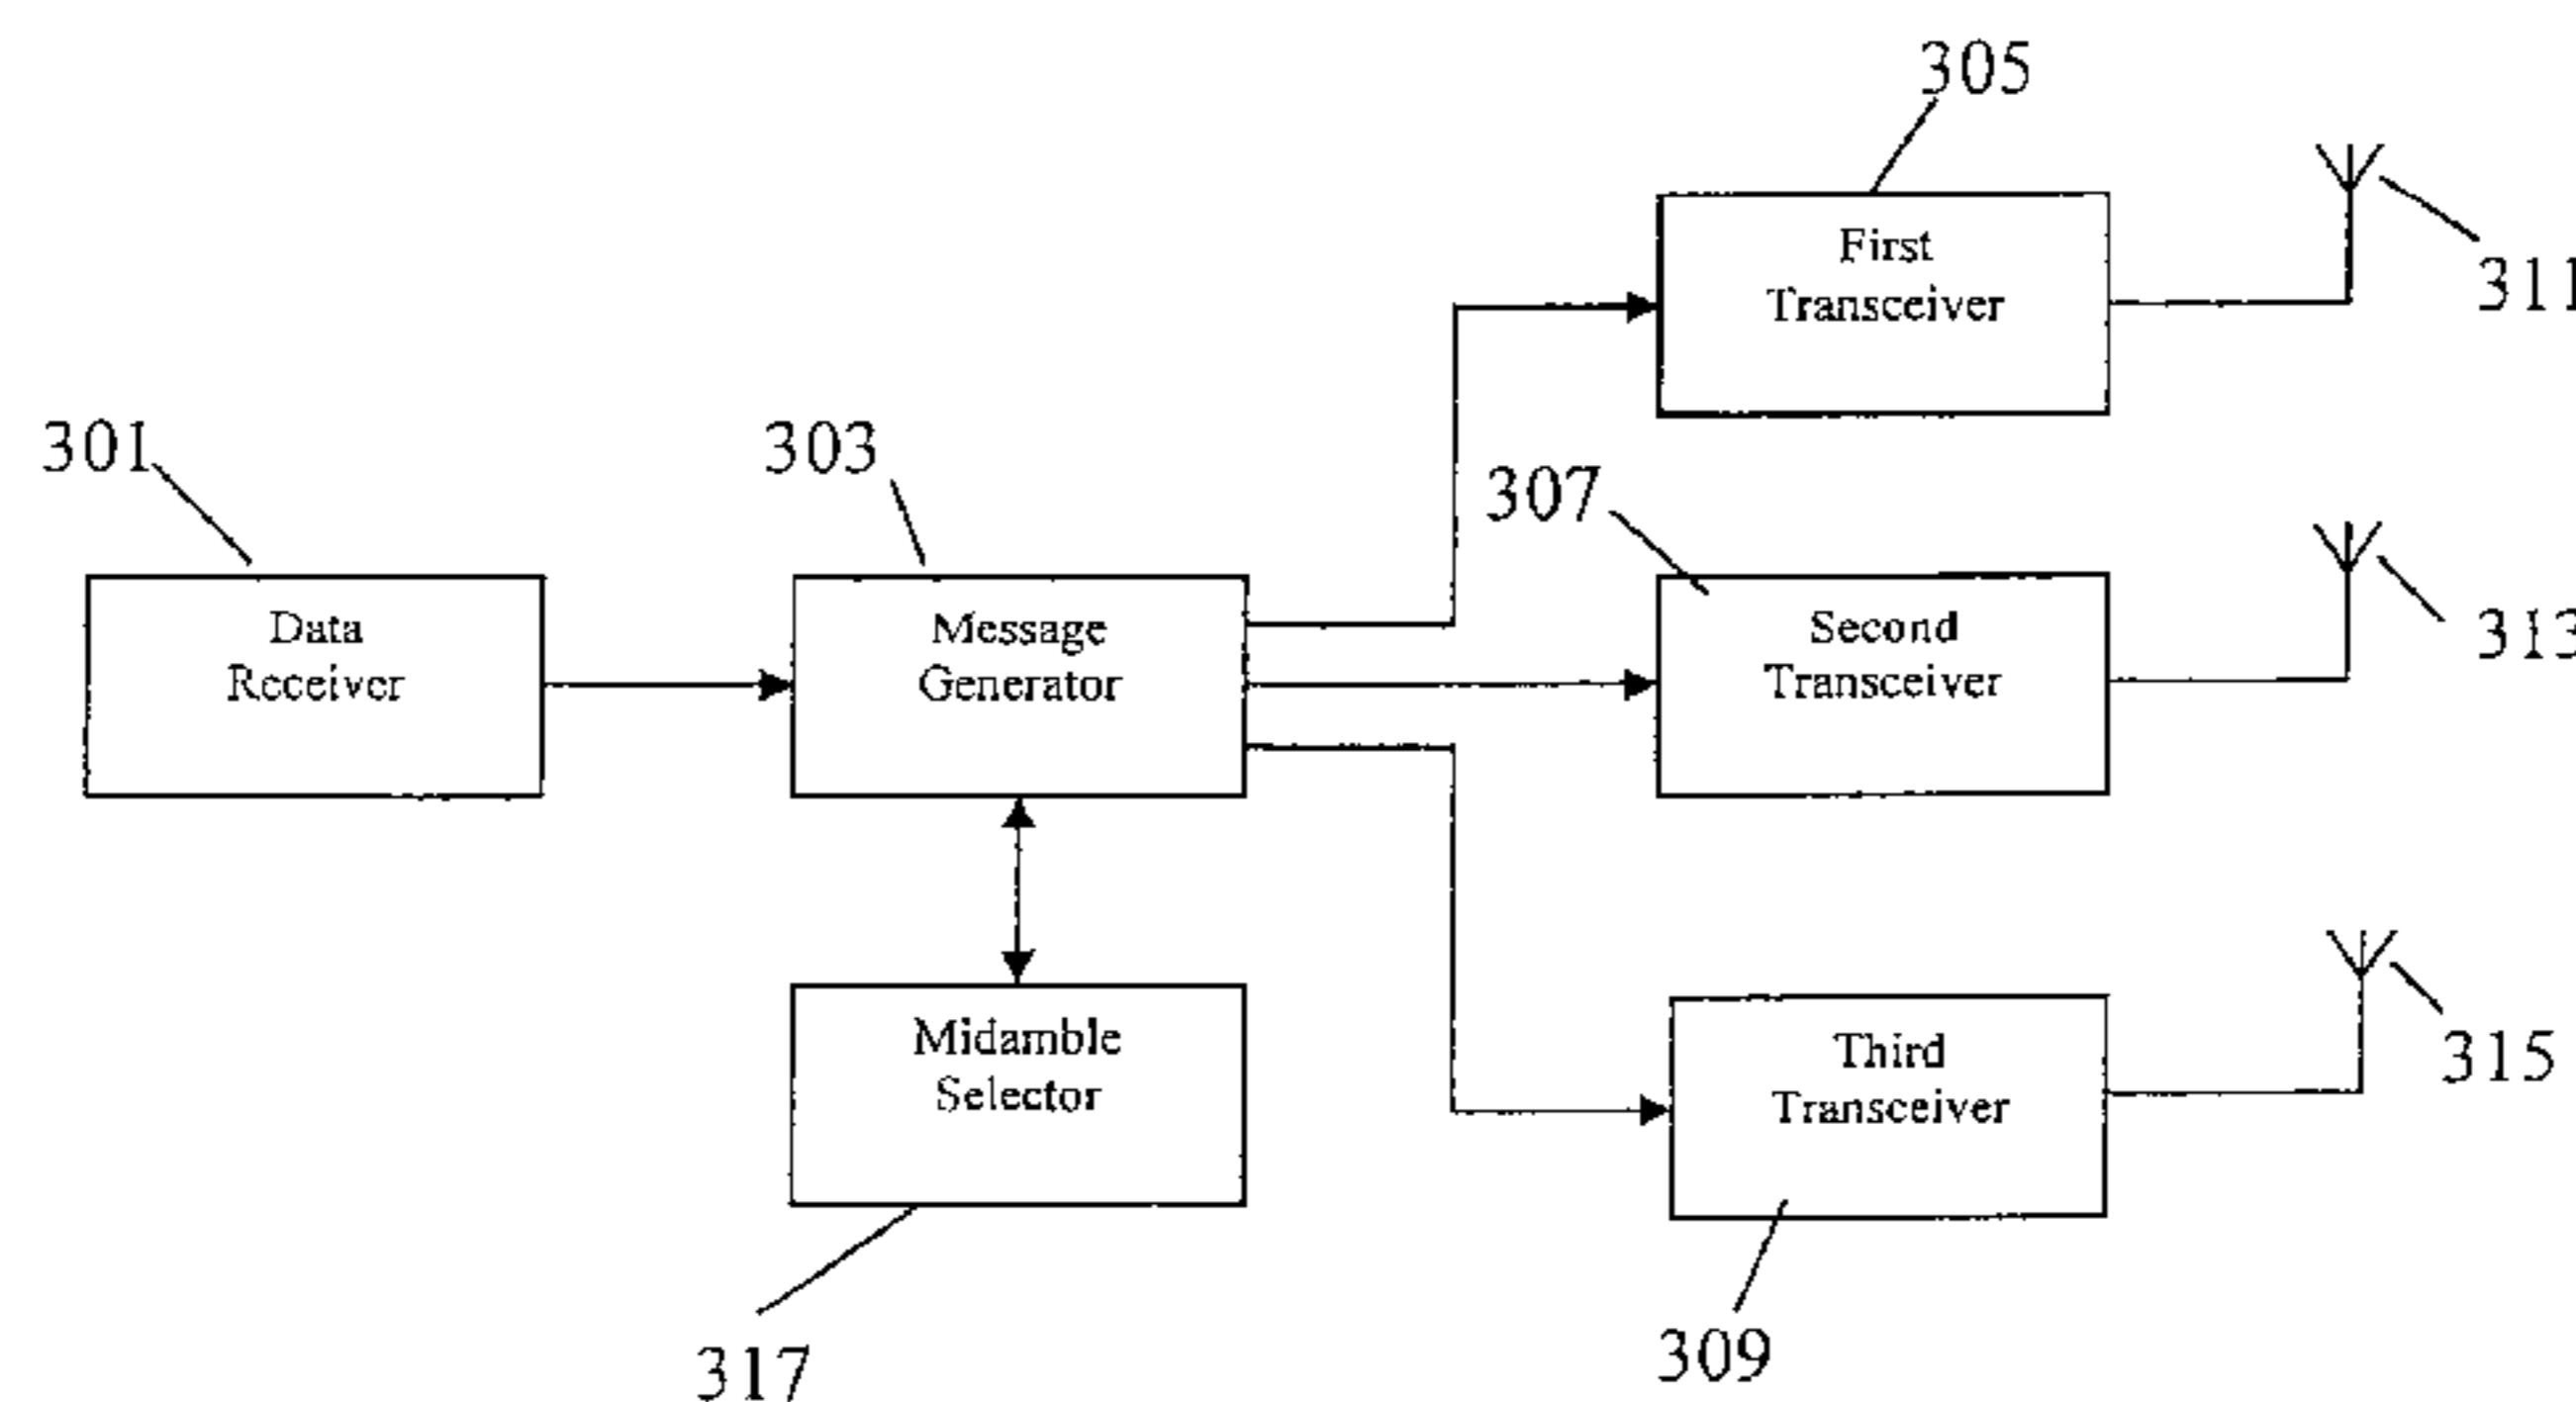 305
First
Transceiver
311
301
303
307
Data
Receiver
Message
Generator
Second
Transceiver
313
Midamble
Selector
Third
Transceiver
315
317
309